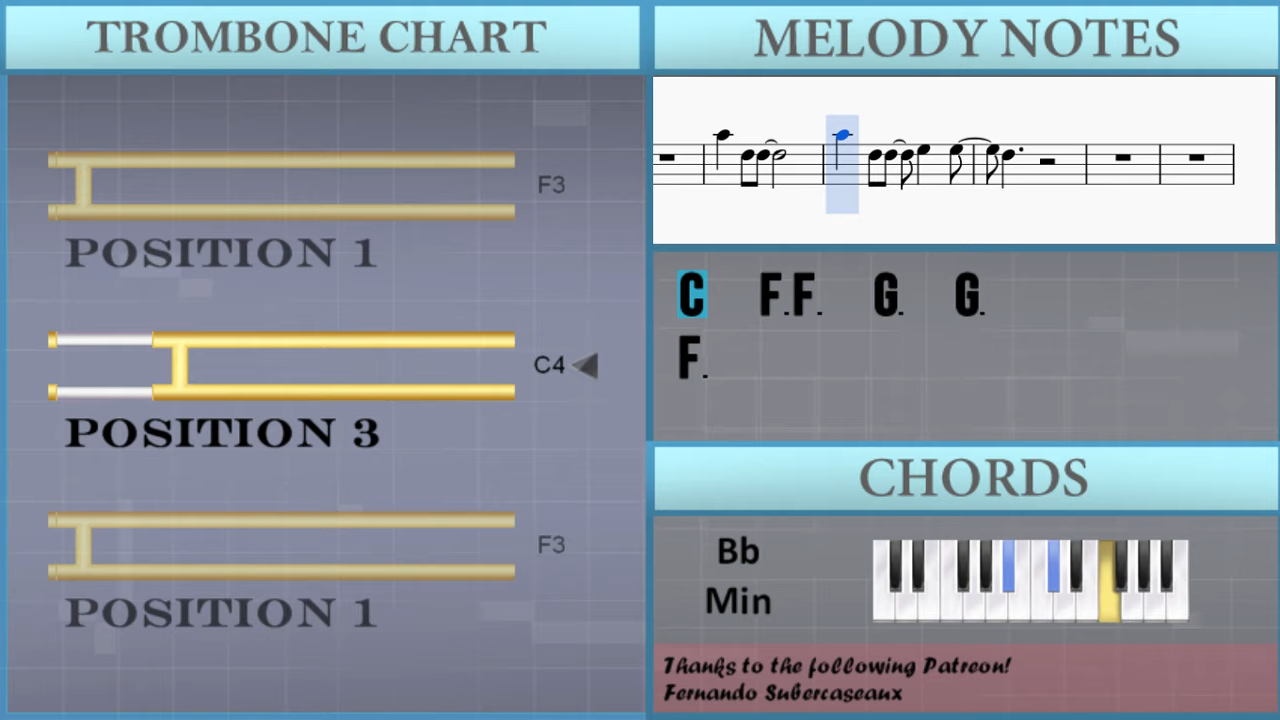 TROMBONE CHART
F3
POSITION 1
C4
POSITION 3
F3
POSITION 1
MELODY NOTES
C F.F. G. G.
F.
CHORDS
Bb
Min
Thanks to the following Patreon!
Fernando Subercaseaux